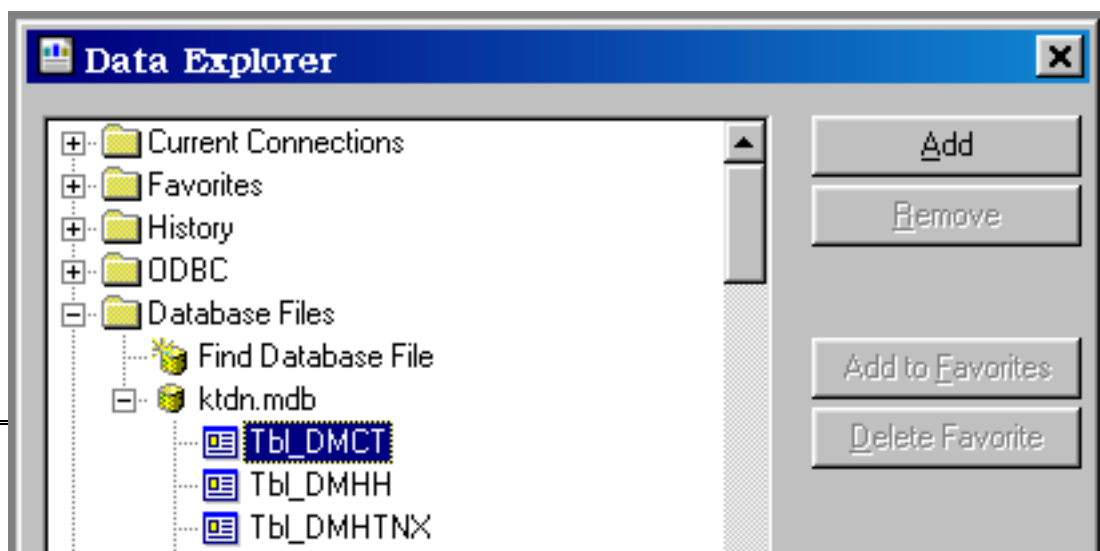 Data Explorer
Current Connections
Favorites
History
ODBC
Database Files
Find Database File
ktdn.mdb
Tbl_DMCT
Tbl_DMHH
Tbl_DMHTNX
Add
Remove
Add to Favorites
Delete Favorite